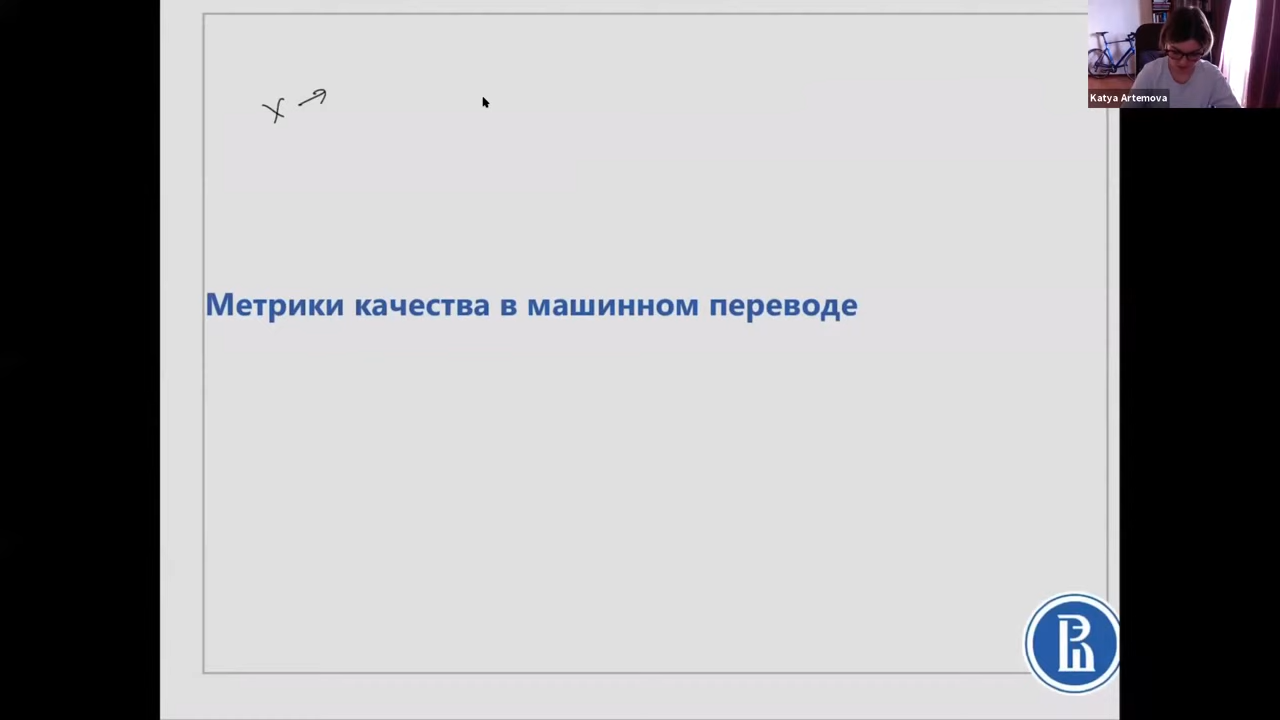 x →
Katya Artemova
Метрики качества в машинном переводе